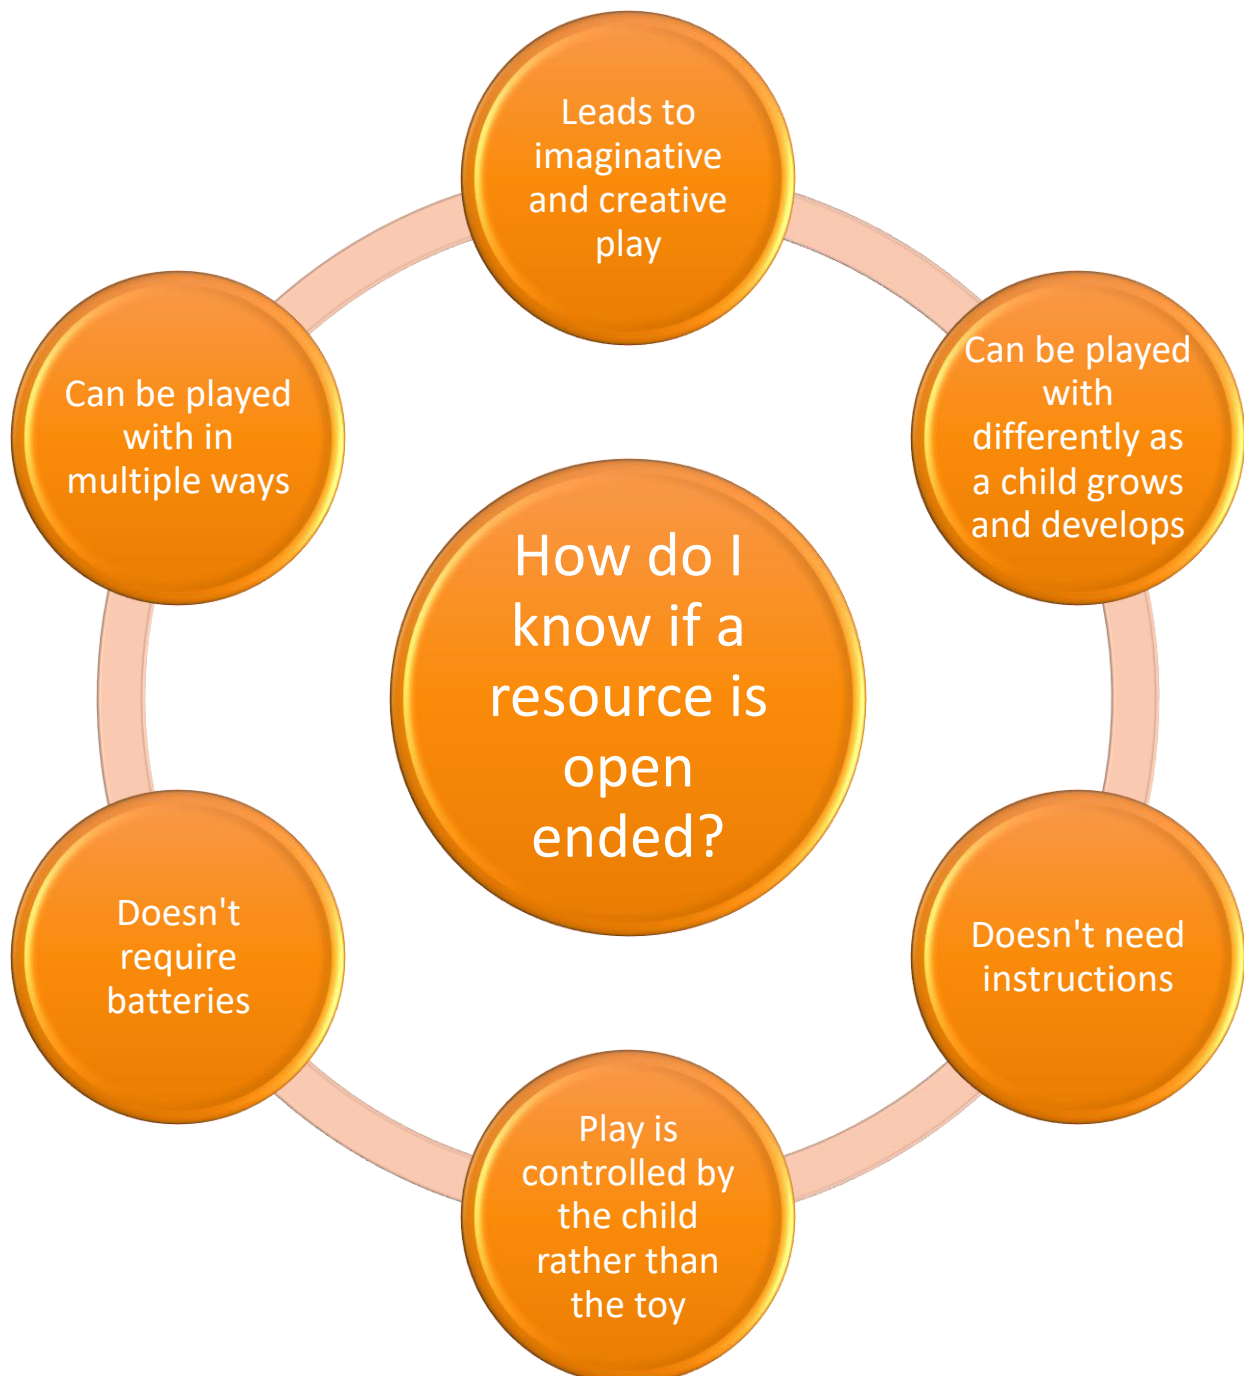 Leads to
imaginative
and creative
play
Can be played
with
differently as
a child grows
and develops
Doesn't need
instructions
Play is
controlled by
the child
rather than
the toy
Doesn't
require
batteries
Can be played
with in
multiple ways
How do I
know if a
resource is
open
ended?